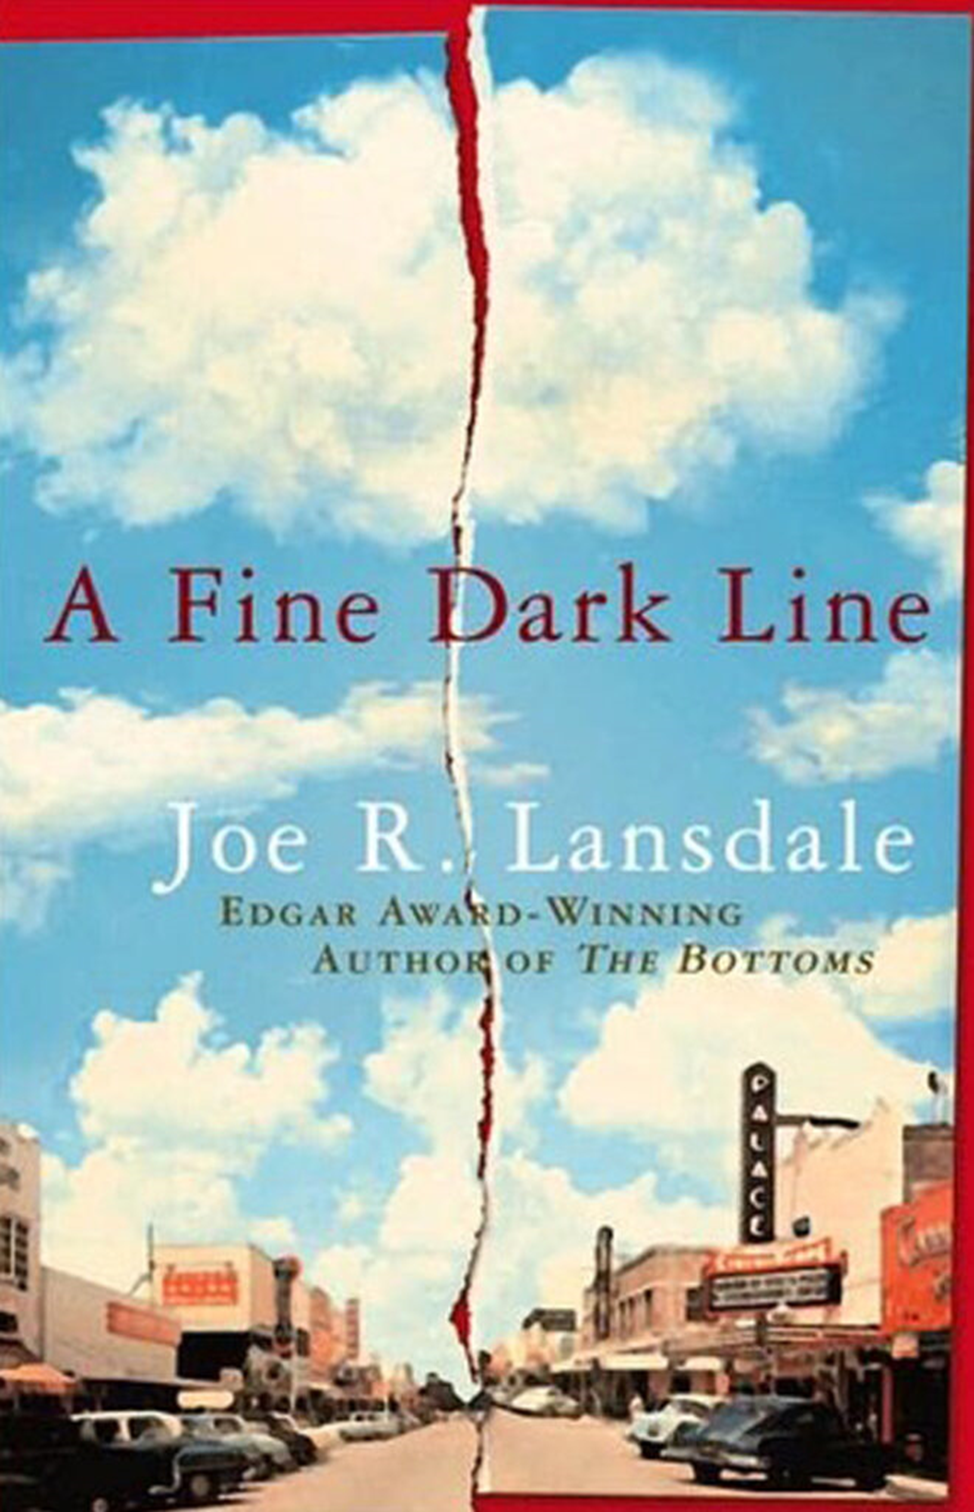 A Fine Dark Line
Joe R. Lansdale
EDGAR AWARD-WINNING
AUTHOR OF THE BOTTOMS
PALACE